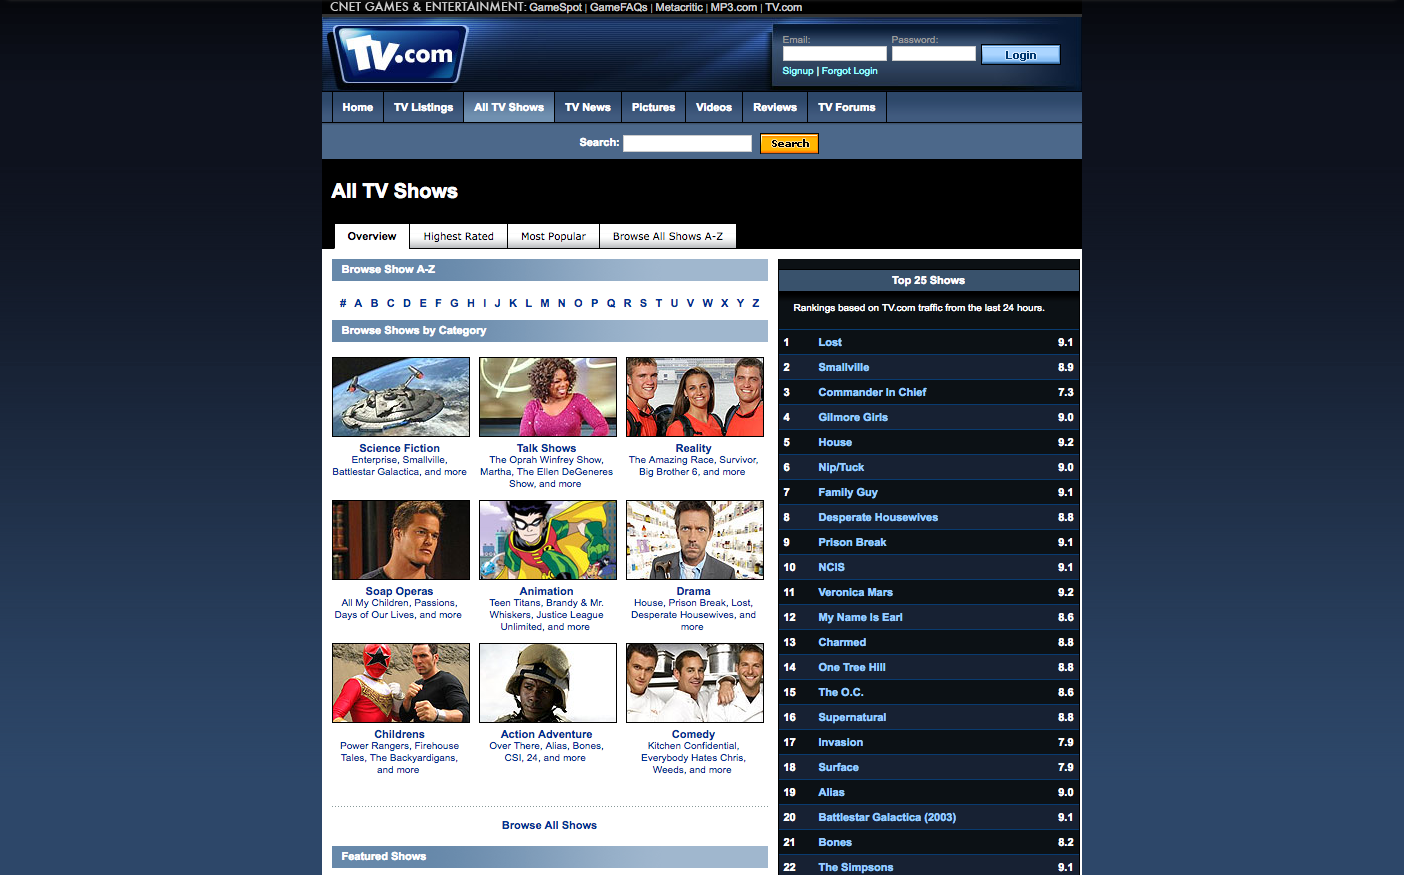 CNET GAMES & ENTERTAINMENT: GameSpot | GameFAQs | Metacritic | MP3.com | TV.com
TV.com
Email: Password:
Login
Signup | Forgot Login
Home TV Listings All TV Shows TV News Pictures Videos Reviews TV Forums
Search: Search
All TV Shows
Overview Highest Rated Most Popular Browse All Shows A-Z
Browse Show A-Z
# A B C D E F G H I J K L M N O P Q R S T U V W X Y Z
Browse Shows by Category
Science Fiction
Enterprise, Smallville,
Battlestar Galactica, and more
Talk Shows
The Oprah Winfrey Show,
Martha, The Ellen DeGeneres
Show, and more
Reality
The Amazing Race, Survivor,
Big Brother 6, and more
Soap Operas
All My Children, Passions,
Days of Our Lives, and more
Animation
Teen Titans, Brandy & Mr.
Whiskers, Justice League
Unlimited, and more
Drama
House, Prison Break, Lost,
Desperate Housewives, and
more
Childrens
Power Rangers, Firehouse
Tales, The Backyardigans,
and more
Action Adventure
Over There, Alias, Bones,
CSI, 24, and more
Comedy
Kitchen Confidential,
Everybody Hates Chris,
Weeds, and more
Browse All Shows
Featured Shows
Top 25 Shows
Rankings based on TV.com traffic from the last 24 hours.
1 Lost 9.1
2 Smallville 8.9
3 Commander In Chief 7.3
4 Gilmore Girls 9.0
5 House 9.2
6 Nip/Tuck 9.0
7 Family Guy 9.1
8 Desperate Housewives 8.8
9 Prison Break 9.1
10 NCIS 9.1
11 Veronica Mars 9.2
12 My Name Is Earl 8.6
13 Charmed 8.8
14 One Tree Hill 8.8
15 The O.C. 8.6
16 Supernatural 8.8
17 Invasion 7.9
18 Surface 7.9
19 Alias 9.0
20 Battlestar Galactica (2003) 9.1
21 Bones 8.2
22 The Simpsons 9.1